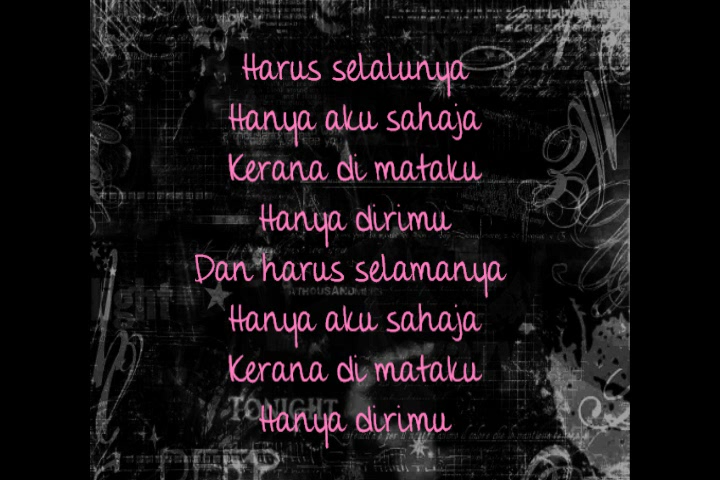 Harus selalunya
Hanya aku sahaja
Kerana di mataku
Hanya dirimu
Dan harus selamanya
Hanya aku sahaja
Kerana di mataku
Hanya dirimu
TONIGHT